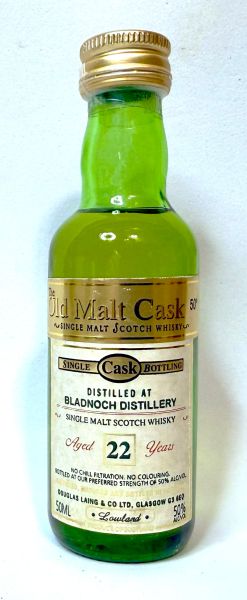 The
Old Malt Cask 50°
SINGLE MALT SCOTCH WHISKY
SINGLE Cask BOTTLING
DISTILLED AT
BLADNOCH DISTILLERY
SINGLE MALT SCOTCH WHISKY
Aged 22 Years
NO CHILL FILTRATION. NO COLOURING.
BOTTLED AT OUR PREFERRED STRENGTH OF 50% ALCOHOL.
DOUGLAS LAING & CO LTD, GLASGOW G3 6EQ
50ML Lowland 50%